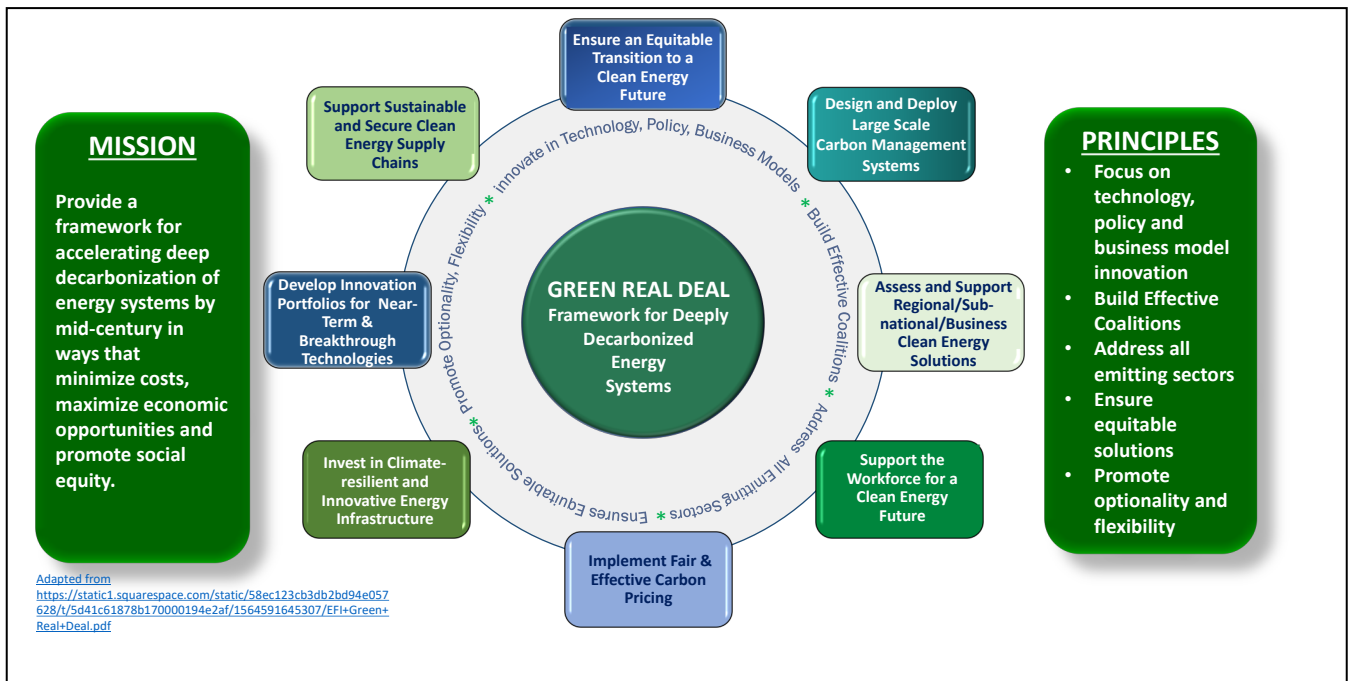 MISSION
Provide a
framework for
accelerating deep
decarbonization of
energy systems by
mid-century in
ways that
minimize costs,
maximize economic
opportunities and
promote social
equity.
Adapted from
https://static1.squarespace.com/static/58ec123cb3db2bd94e057
628/t/5d41c61878b170000194e2af/1564591645307/EFI+Green+
Real+Deal.pdf
Ensure an Equitable
Transition to a
Clean Energy
Future
Design and Deploy
Large Scale
Carbon Management
Systems
Assess and Support
Regional/Sub-
national/Business
Clean Energy
Solutions
Support the
Workforce for a
Clean Energy
Future
Implement Fair &
Effective Carbon
Pricing
Invest in Climate-
resilient and
Innovative Energy
Infrastructure
Develop Innovation
Portfolios for Near-
Term &
Breakthrough
Technologies
Support Sustainable
and Secure Clean
Energy Supply
Chains
innovate in Technology, Policy, Business Models * Build Effective Coalitions * Address All Emitting Sectors * Ensures Equitable Solutions * Promote Optionality, Flexibility *
GREEN REAL DEAL
Framework for Deeply
Decarbonized
Energy
Systems
PRINCIPLES
• Focus on
technology,
policy and
business model
innovation
• Build Effective
Coalitions
• Address all
emitting sectors
• Ensure
equitable
solutions
• Promote
optionality and
flexibility